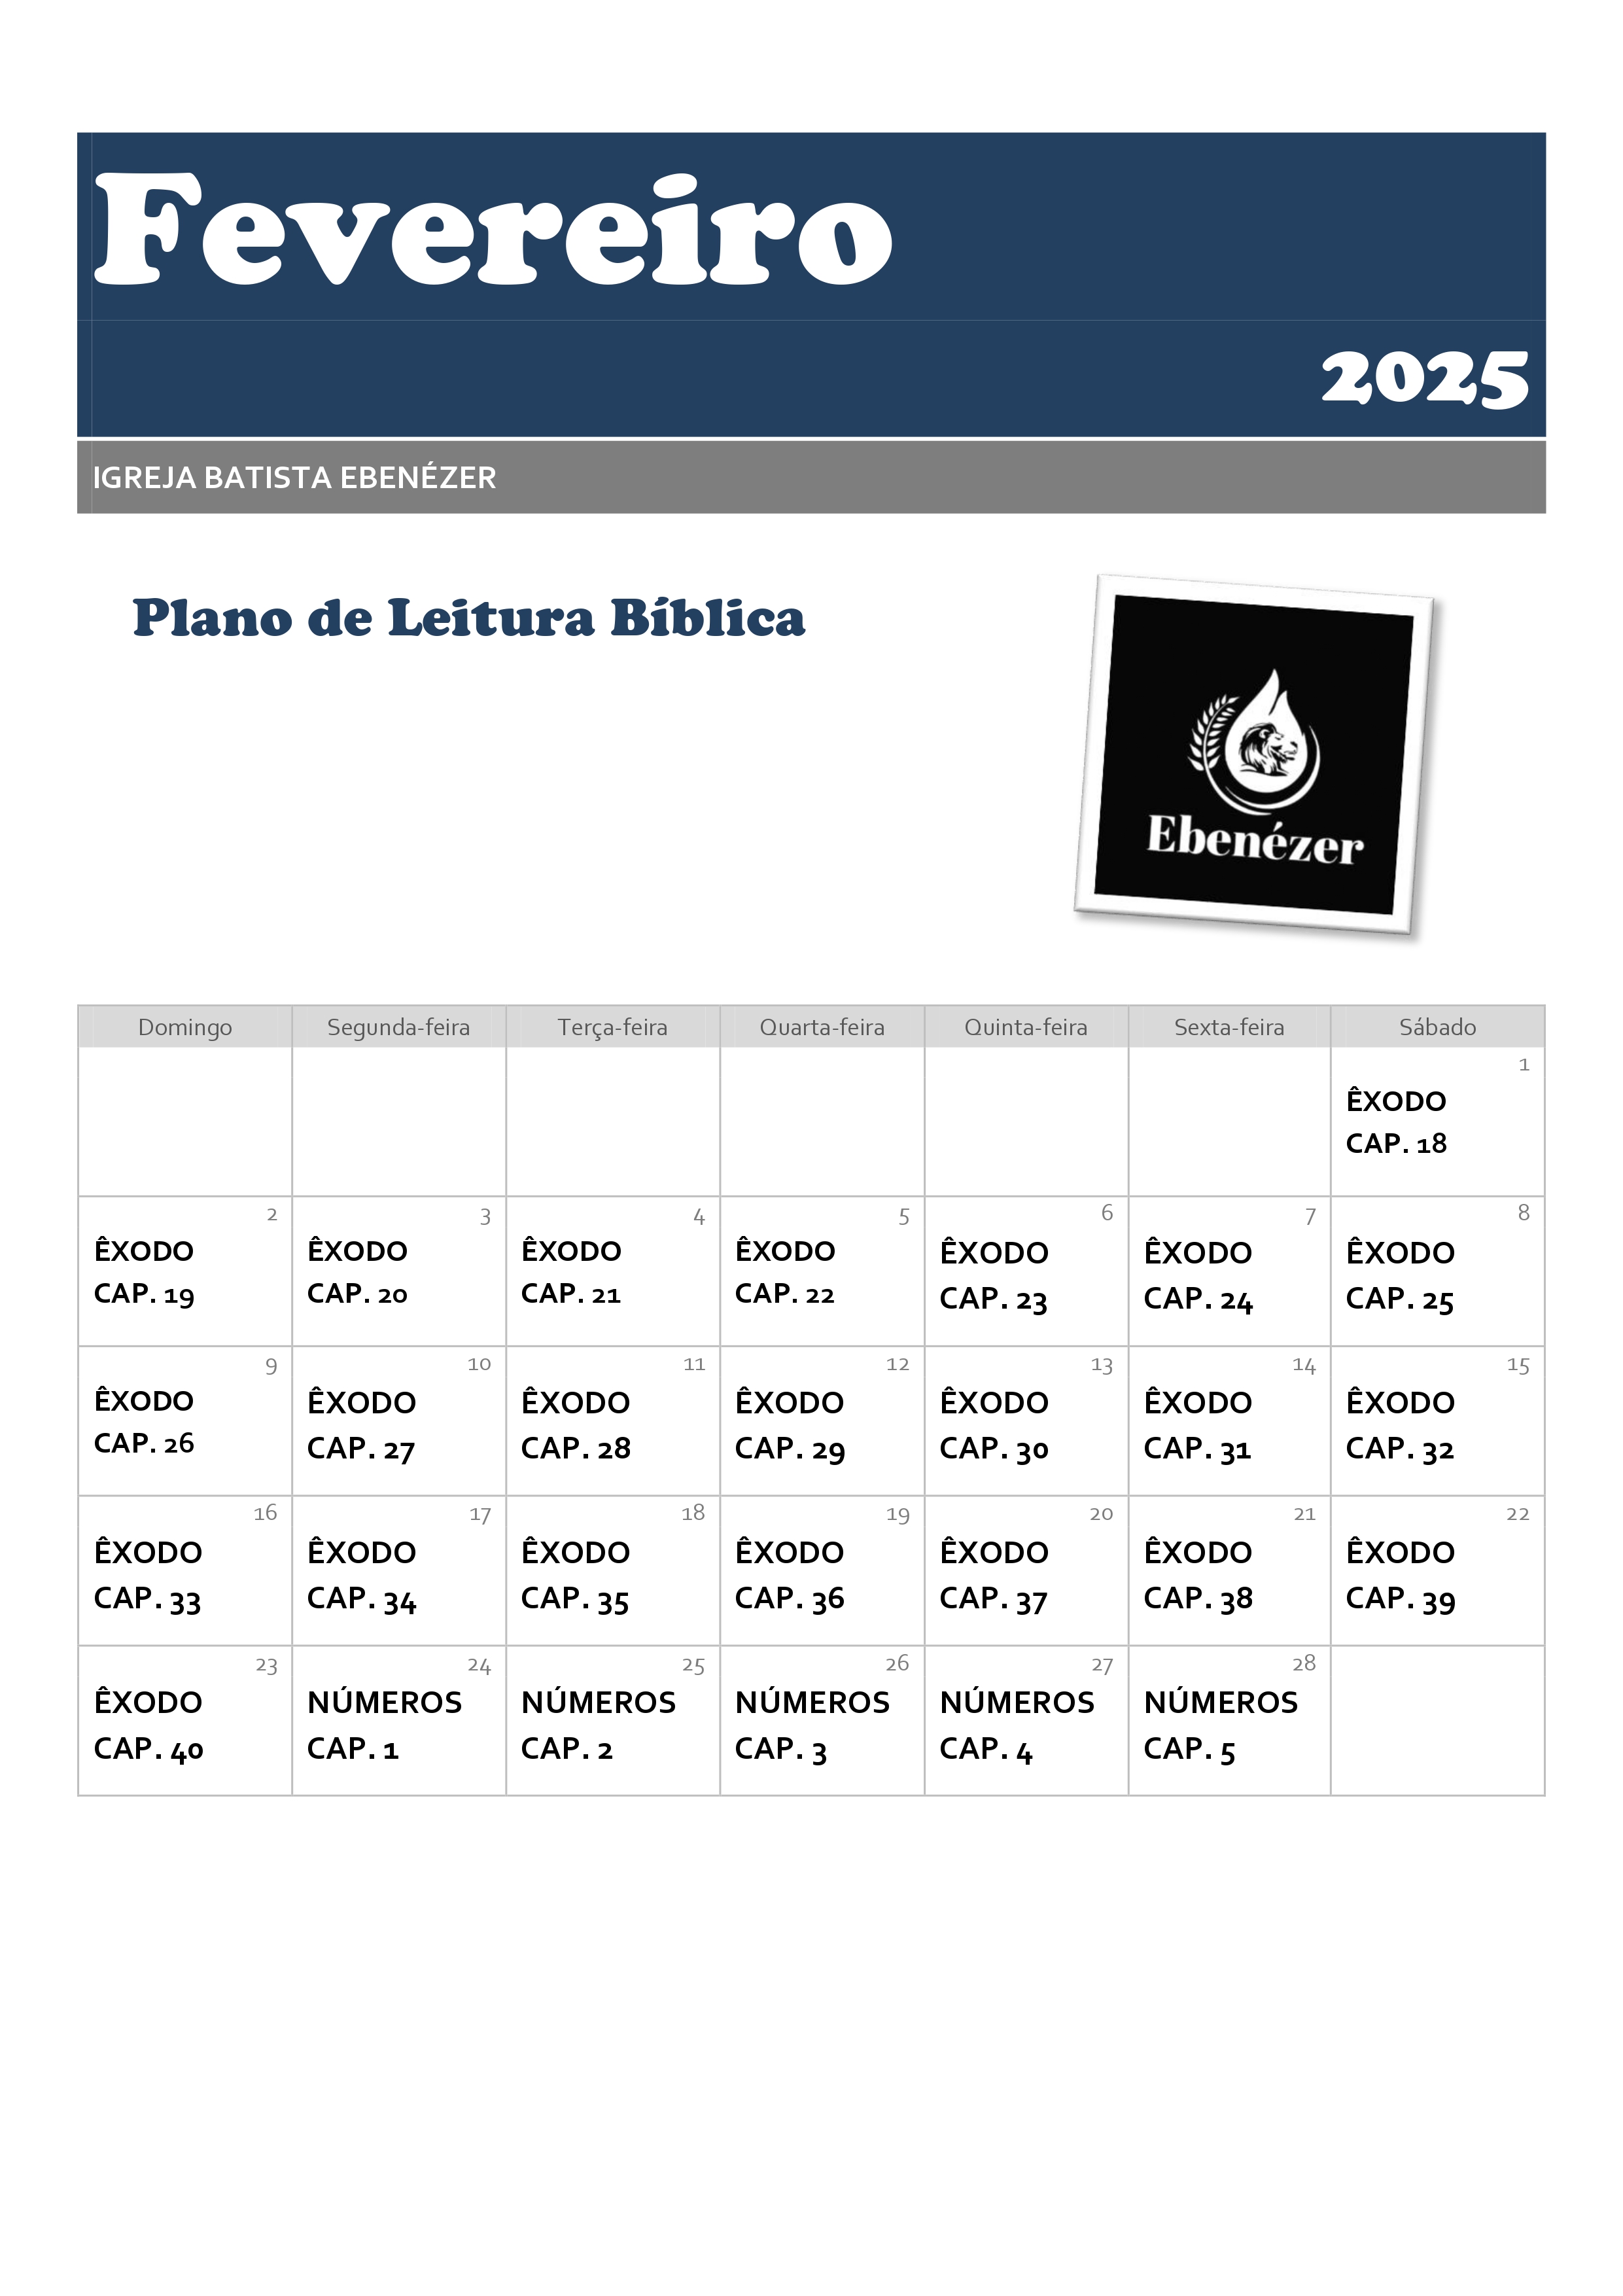 Fevereiro
2025
IGREJA BATISTA EBENÉZER
Plano de Leitura Bíblica
Ebenézer
Domingo Segunda-feira Terça-feira Quarta-feira Quinta-feira Sexta-feira Sábado
1
ÊXODO
CAP. 18
2 3 4 5 6 7 8
ÊXODO ÊXODO ÊXODO ÊXODO ÊXODO ÊXODO ÊXODO
CAP. 19 CAP. 20 CAP. 21 CAP. 22 CAP. 23 CAP. 24 CAP. 25
9 10 11 12 13 14 15
ÊXODO ÊXODO ÊXODO ÊXODO ÊXODO ÊXODO ÊXODO
CAP. 26 CAP. 27 CAP. 28 CAP. 29 CAP. 30 CAP. 31 CAP. 32
16 17 18 19 20 21 22
ÊXODO ÊXODO ÊXODO ÊXODO ÊXODO ÊXODO ÊXODO
CAP. 33 CAP. 34 CAP. 35 CAP. 36 CAP. 37 CAP. 38 CAP. 39
23 24 25 26 27 28
ÊXODO NÚMEROS NÚMEROS NÚMEROS NÚMEROS NÚMEROS
CAP. 40 CAP. 1 CAP. 2 CAP. 3 CAP. 4 CAP. 5